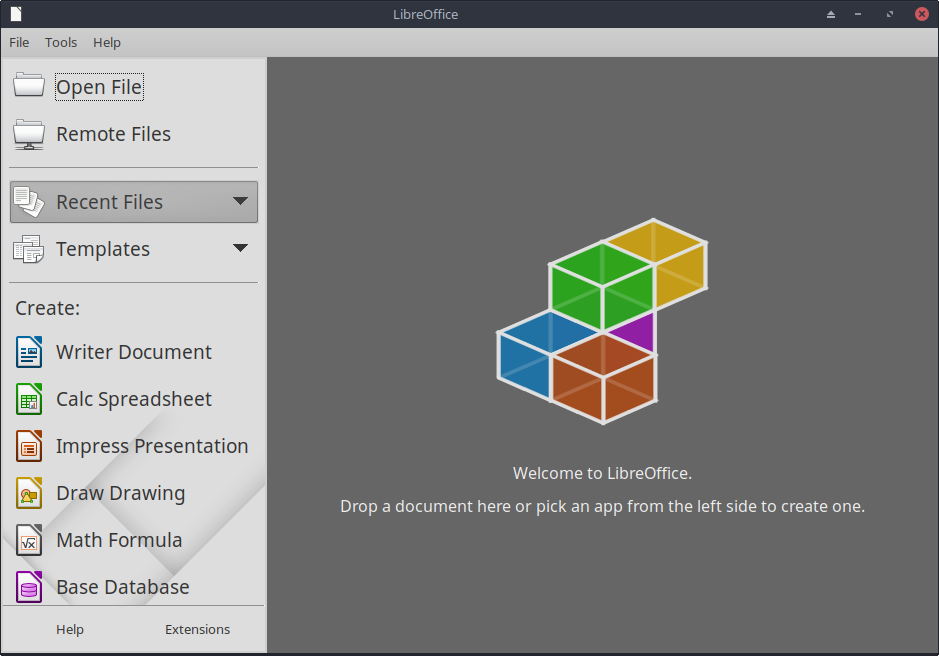 LibreOffice
File Tools Help
Open File
Remote Files
Recent Files
Templates
Create:
Writer Document
Calc Spreadsheet
Impress Presentation
Draw Drawing
Math Formula
Base Database
Help Extensions
Welcome to LibreOffice.
Drop a document here or pick an app from the left side to create one.